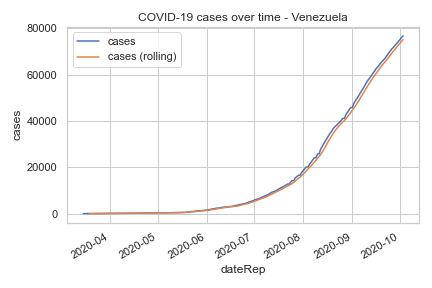 COVID-19 cases over time - Venezuela
cases
cases (rolling)
80000
60000
40000
20000
0
cases
2020-04
2020-05
2020-06
2020-07
2020-08
2020-09
2020-10
dateRep